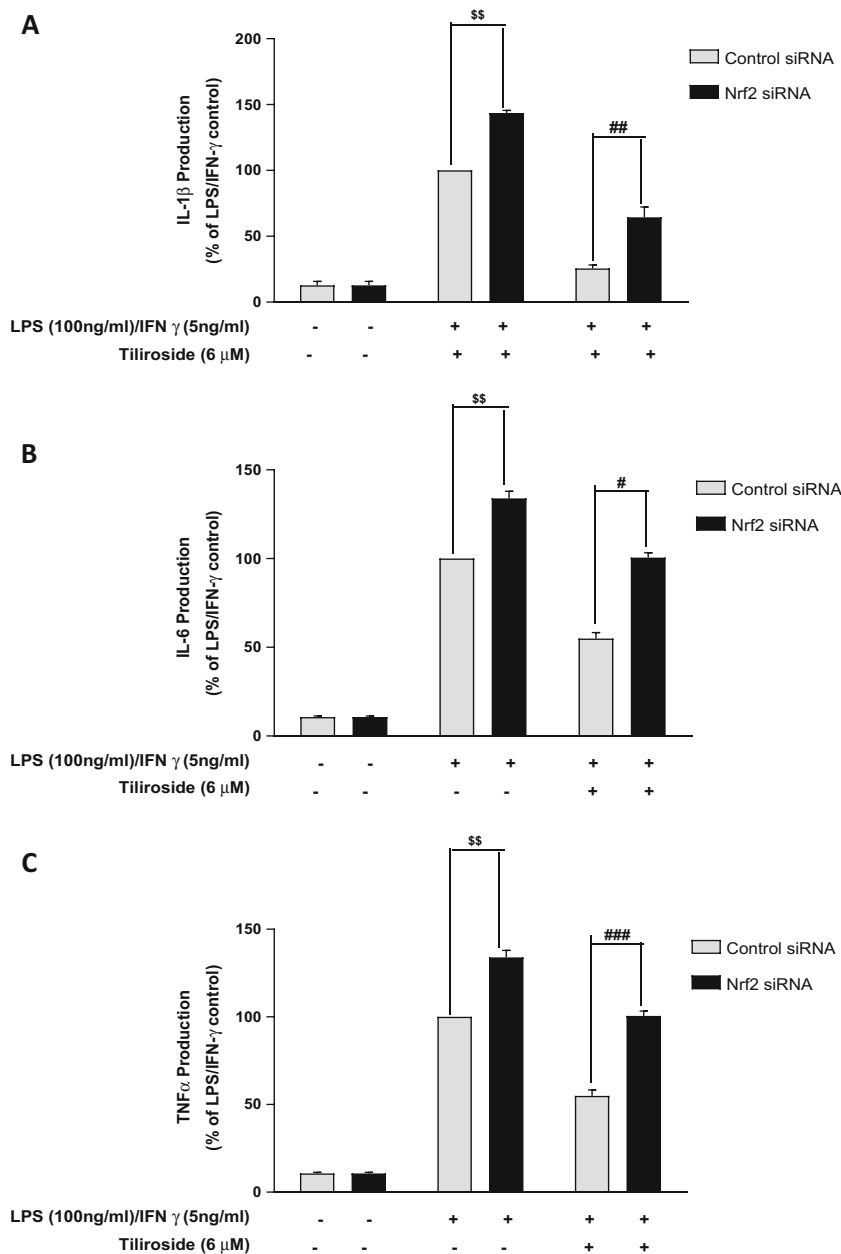 A
$$
200
Control siRNA
Nrf2 siRNA
150
##
IL-1β Production
(% of LPS/IFN-γ control)
100
50
0
LPS (100ng/ml)/IFN γ (5ng/ml) - - + + + +
Tiliroside (6 μM) - - + + + +
$$
B
150
#
Control siRNA
Nrf2 siRNA
IL-6 Production
(% of LPS/IFN-γ control)
100
50
0
LPS (100ng/ml)/IFN γ (5ng/ml) - - + + + +
Tiliroside (6 μM) - - - - + +
$$
C
150
###
Control siRNA
Nrf2 siRNA
TNFα Production
(% of LPS/IFN-γ control)
100
50
0
LPS (100ng/ml)/IFN γ (5ng/ml) - - + + + +
Tiliroside (6 μM) - - - - + +